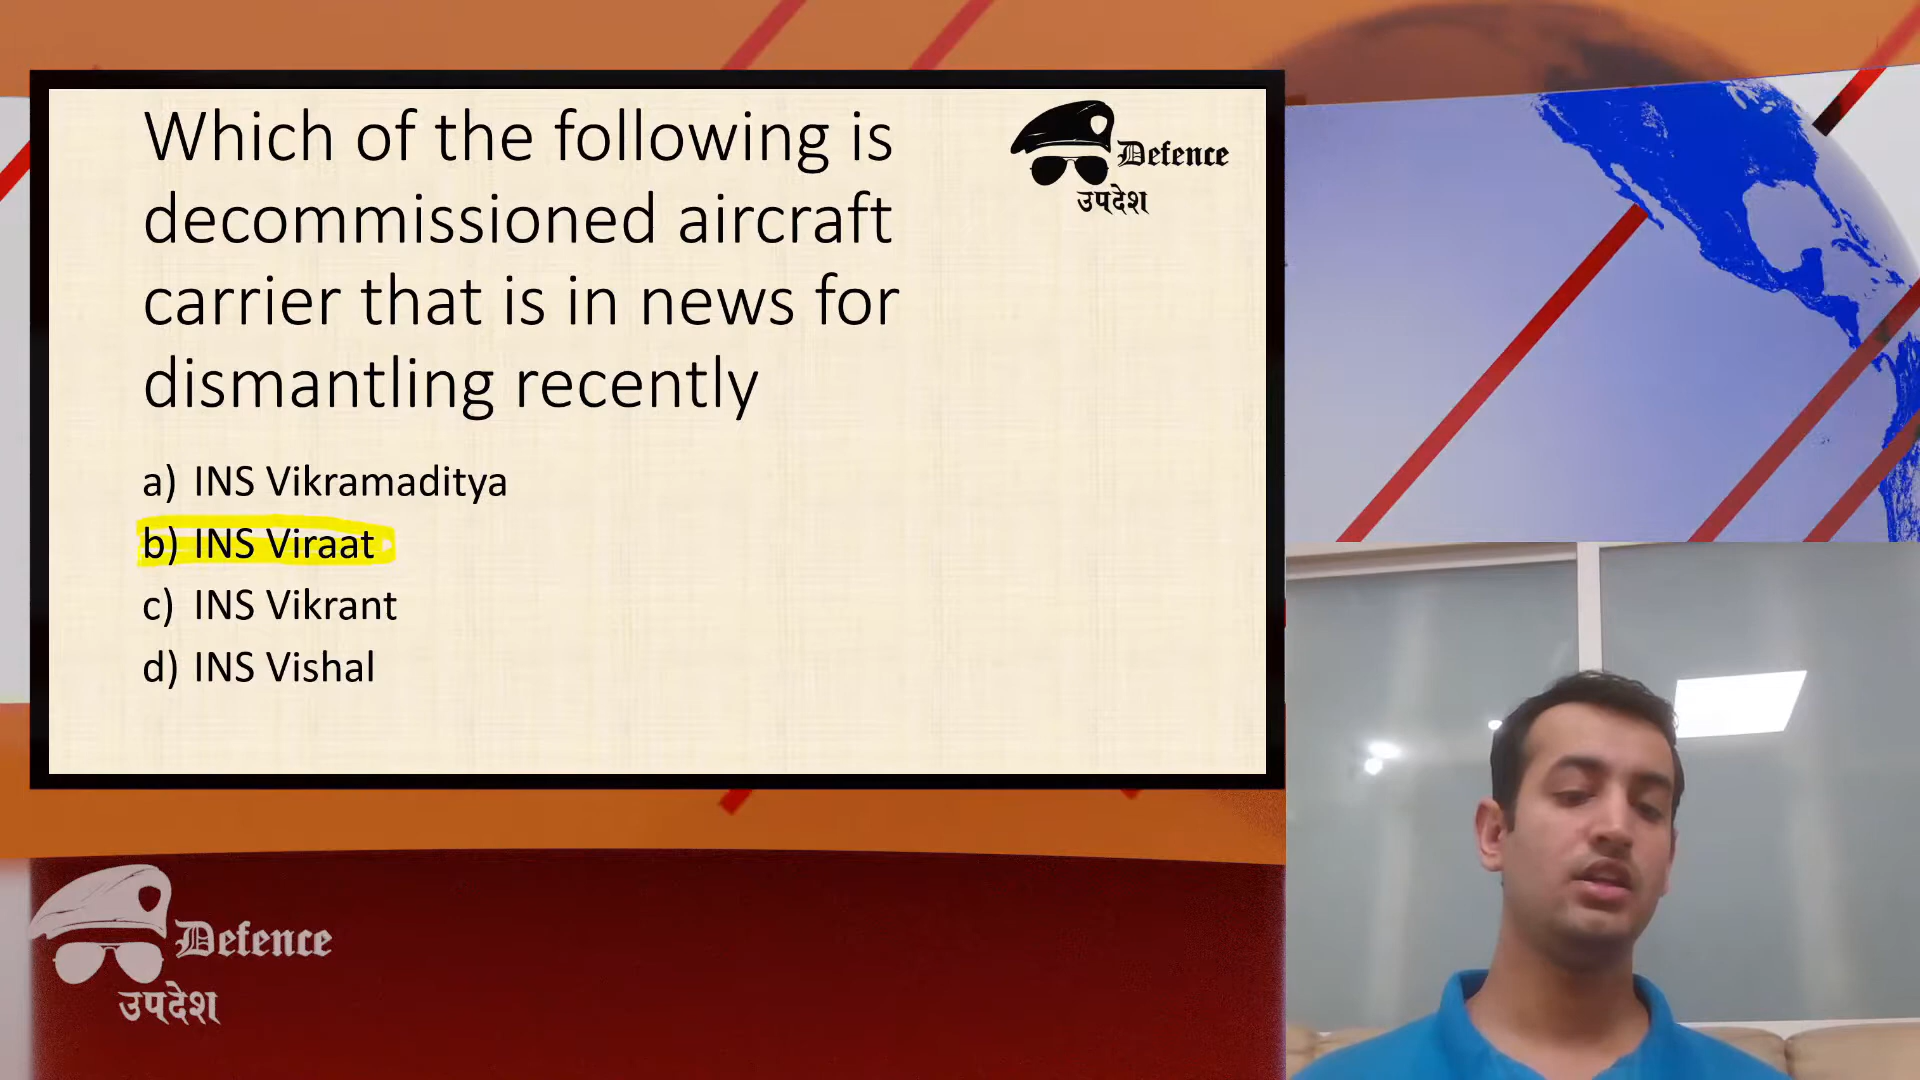 Which of the following is
decommissioned aircraft
carrier that is in news for
dismantling recently
Defence
उपदेश
a) INS Vikramaditya
b) INS Viraat
c) INS Vikrant
d) INS Vishal
Defence
उपदेश